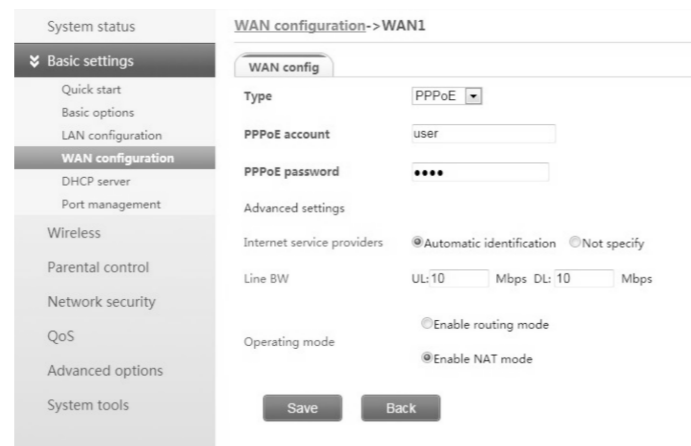 System status
Basic settings
Quick start
Basic options
LAN configuration
WAN configuration
DHCP server
Port management
Wireless
Parental control
Network security
QoS
Advanced options
System tools
WAN configuration->WAN1
WAN config
Type PPPoE
PPPoE account user
PPPoE password ••••
Advanced settings
Internet service providers Automatic identification Not specify
Line BW UL: 10 Mbps DL: 10 Mbps
Operating mode
Enable routing mode
Enable NAT mode
Save Back